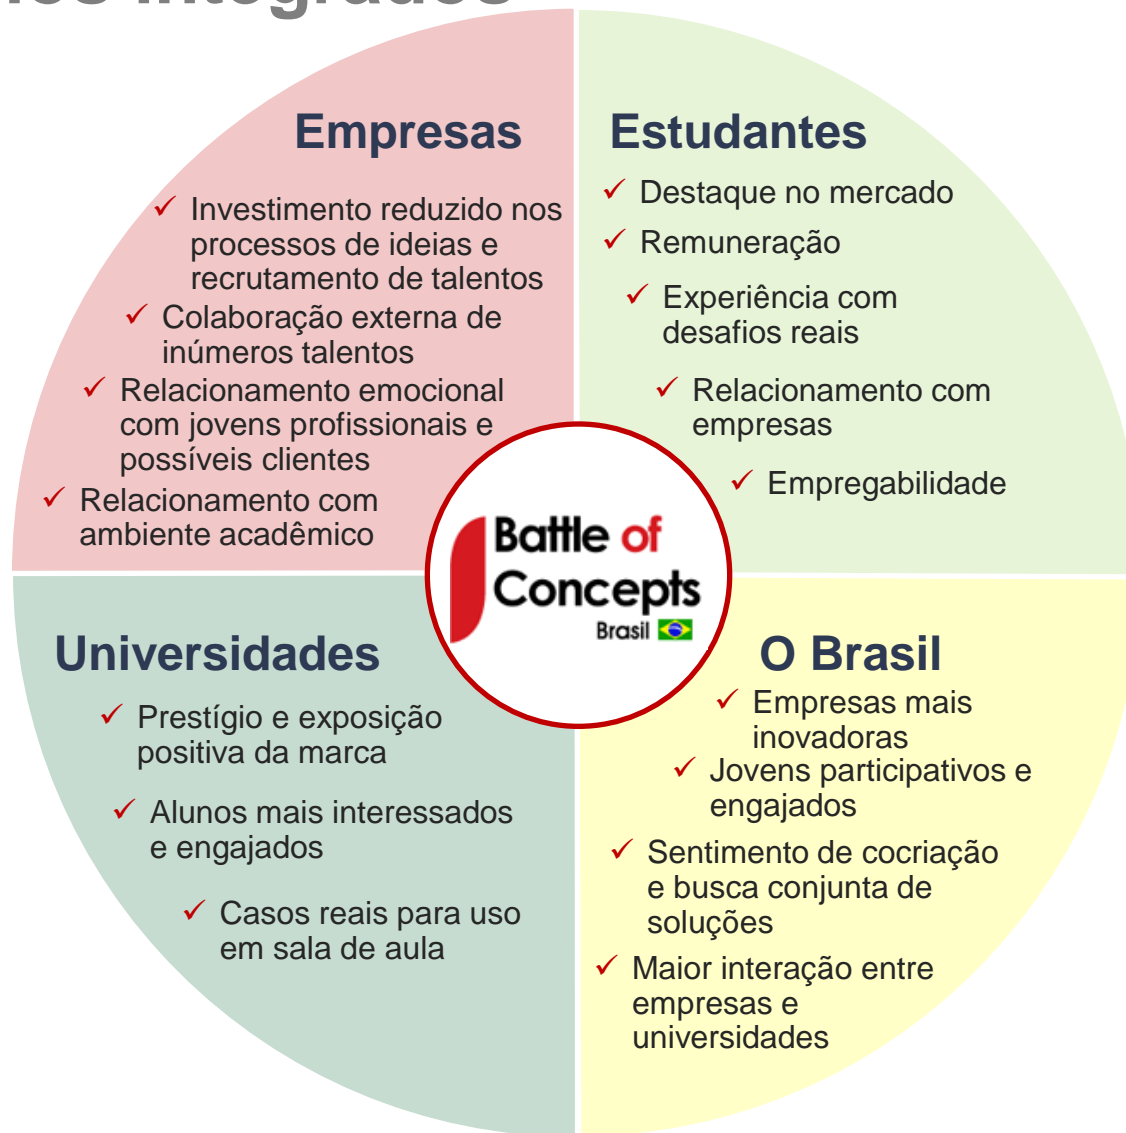 Integrados
Empresas
✓ Investimento reduzido nos
processos de ideias e
recrutamento de talentos
✓ Colaboração externa de
inúmeros talentos
✓ Relacionamento emocional
com jovens profissionais e
possíveis clientes
✓ Relacionamento com
ambiente acadêmico
Estudantes
✓ Destaque no mercado
✓ Remuneração
✓ Experiência com
desafios reais
✓ Relacionamento com
empresas
✓ Empregabilidade
Battle of
Concepts
Brasil
Universidades
✓ Prestígio e exposição
positiva da marca
✓ Alunos mais interessados
e engajados
✓ Casos reais para uso
em sala de aula
O Brasil
✓ Empresas mais
inovadoras
✓ Jovens participativos e
engajados
✓ Sentimento de cocriação
e busca conjunta de
soluções
✓ Maior interação entre
empresas e
universidades